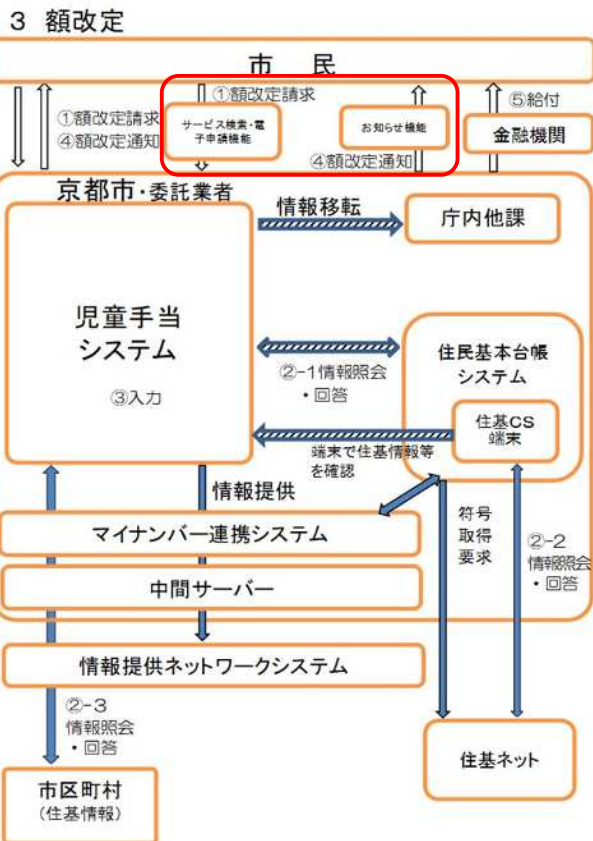 3 額改定
市 民
①額改定請求
④額改定通知
①額改定請求
サービス検索・電
子申請機能
お知らせ機能
④額改定通知
⑤給付
金融機関
京都市・委託業者
情報移転
庁内他課
児童手当
システム
③入力
②-1情報照会
・回答
住民基本台帳
システム
住基CS
端末
端末で住基情報等
を確認
情報提供
マイナンバー連携システム
符号
取得
要求
②-2
情報照会
・回答
中間サーバー
情報提供ネットワークシステム
②-3
情報照会
・回答
市区町村
(住基情報)
住基ネット